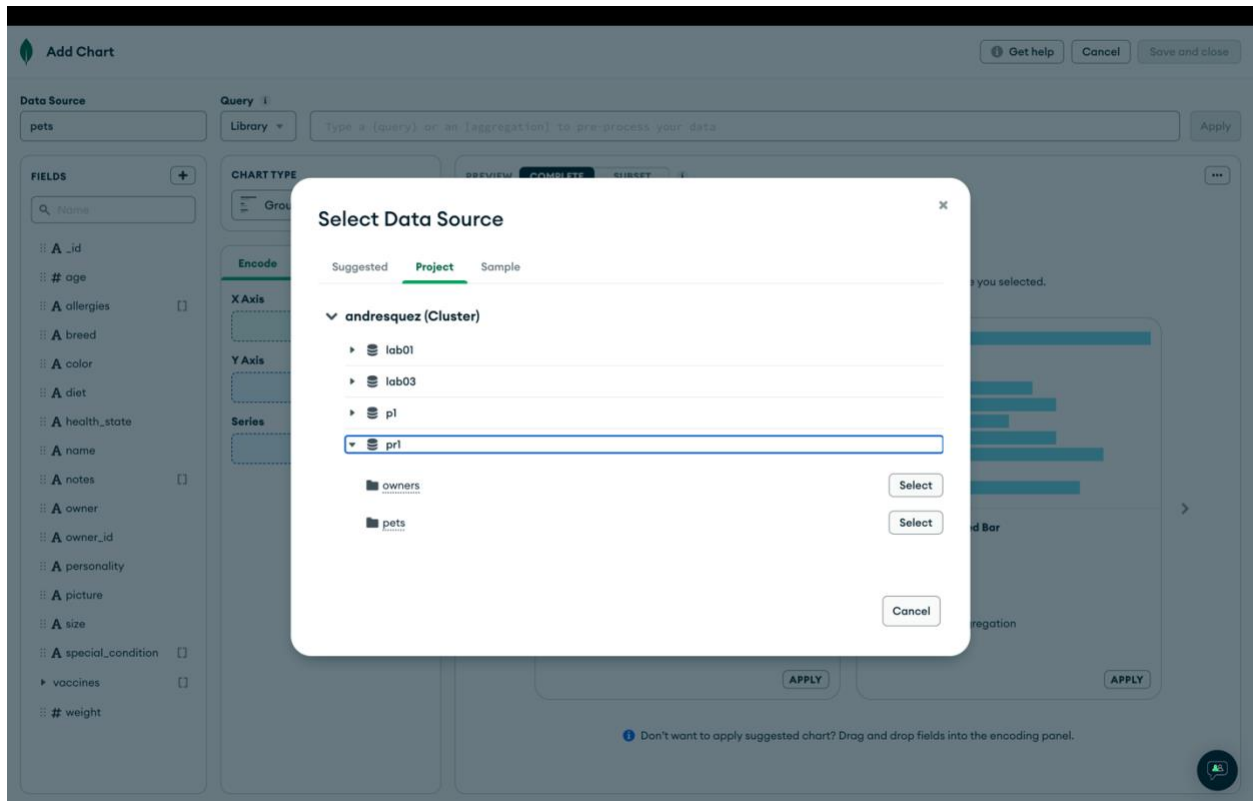 Add Chart
Get help
Cancel
Save and close
Data Source
Query
pets
Library
Type a {query} or an [aggregation] to pre process your data
Apply
FIELDS
Name
_id
# age
allergies []
breed
color
diet
health_state
name
notes []
owner
owner_id
personality
picture
size
special_condition []
vaccines []
# weight
CHART TYPE
Grou
Encode
X Axis
Y Axis
Series
PREVIEW COMPLETE SUBSET
Select Data Source
Suggested Project Sample
andresquez (Cluster)
lab01
lab03
p1
pr1
owners Select
pets Select
Cancel
you selected.
d Bar
regation
APPLY
APPLY
Don't want to apply suggested chart? Drag and drop fields into the encoding panel.